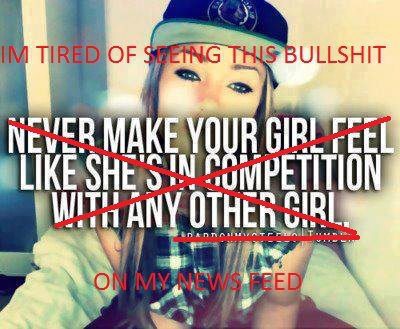 IM TIRED OF SEEING THIS BULLSHIT
NEVER MAKE YOUR GIRL FEEL
LIKE SHE'S IN COMPETITION
WITH ANY OTHER GIRL.
TUMBLR
ON MY NEWS FEED